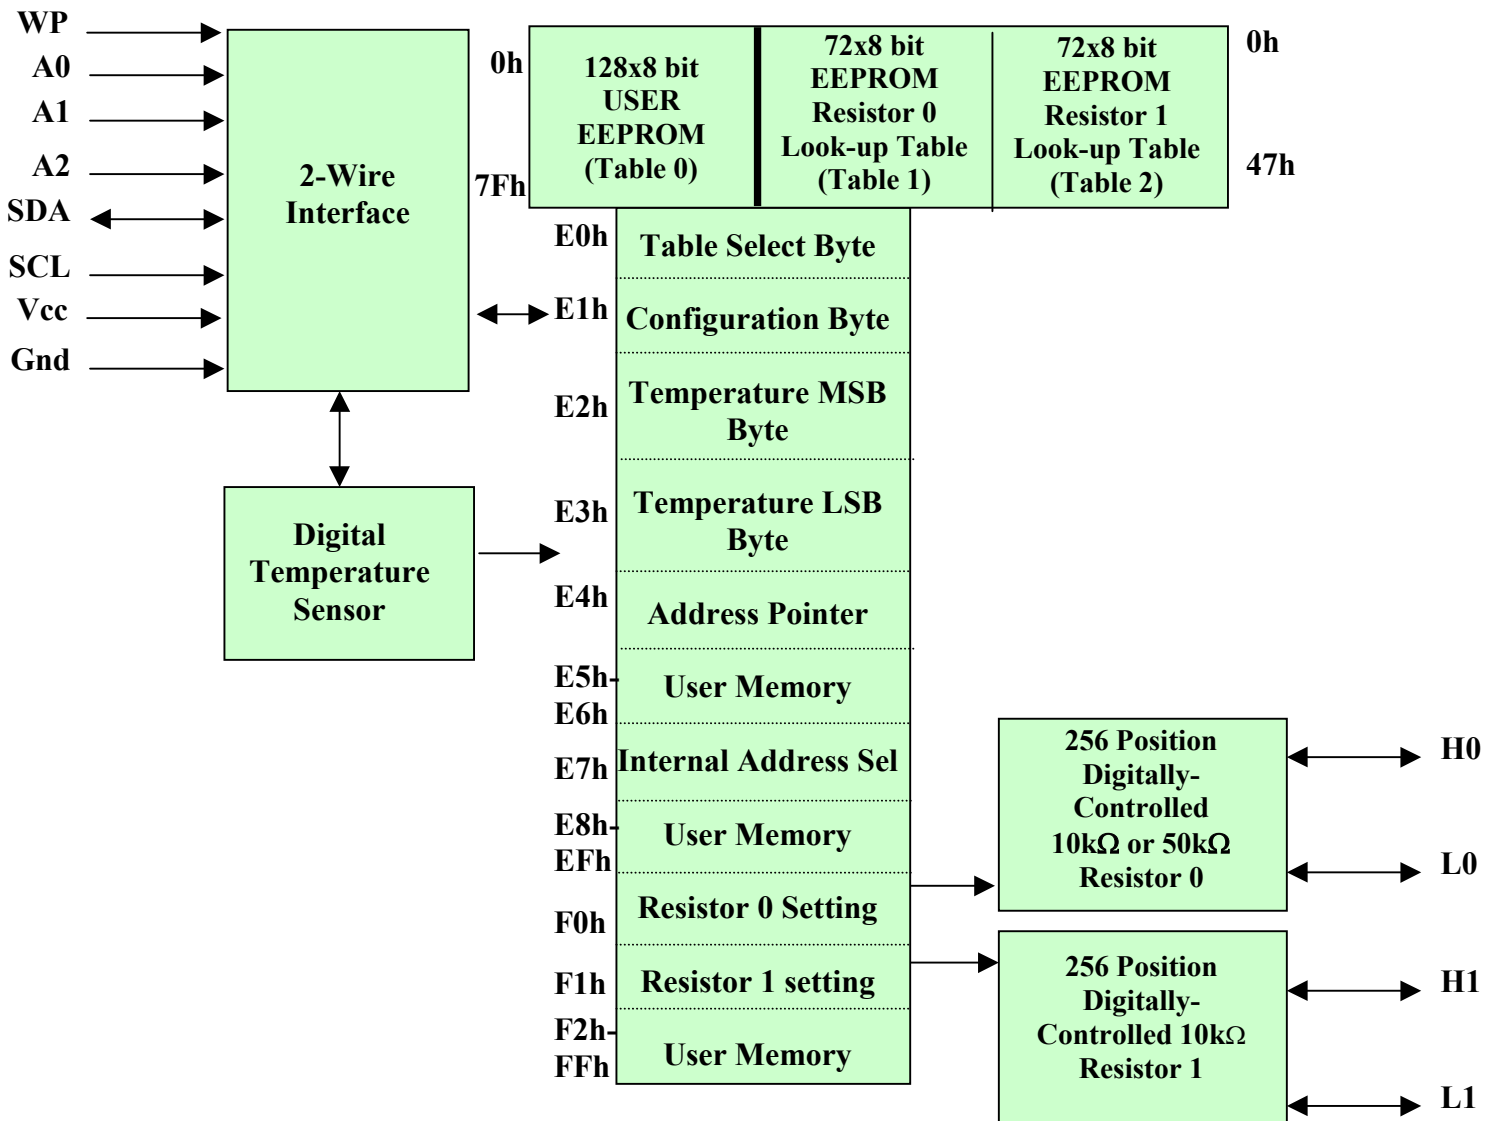 WP
A0
A1
A2
SDA
SCL
Vcc
Gnd
2-Wire
Interface
Digital
Temperature
Sensor
0h
7Fh
128x8 bit
USER
EEPROM
(Table 0)
72x8 bit
EEPROM
Resistor 0
Look-up Table
(Table 1)
72x8 bit
EEPROM
Resistor 1
Look-up Table
(Table 2)
0h
47h
E0h
Table Select Byte
E1h
Configuration Byte
E2h
Temperature MSB
Byte
E3h
Temperature LSB
Byte
E4h
Address Pointer
E5h-
E6h
User Memory
E7h
Internal Address Sel
E8h-
EFh
User Memory
F0h
Resistor 0 Setting
F1h
Resistor 1 setting
F2h-
FFh
User Memory
256 Position
Digitally-
Controlled
10kΩ or 50kΩ
Resistor 0
H0
L0
256 Position
Digitally-
Controlled 10kΩ
Resistor 1
H1
L1